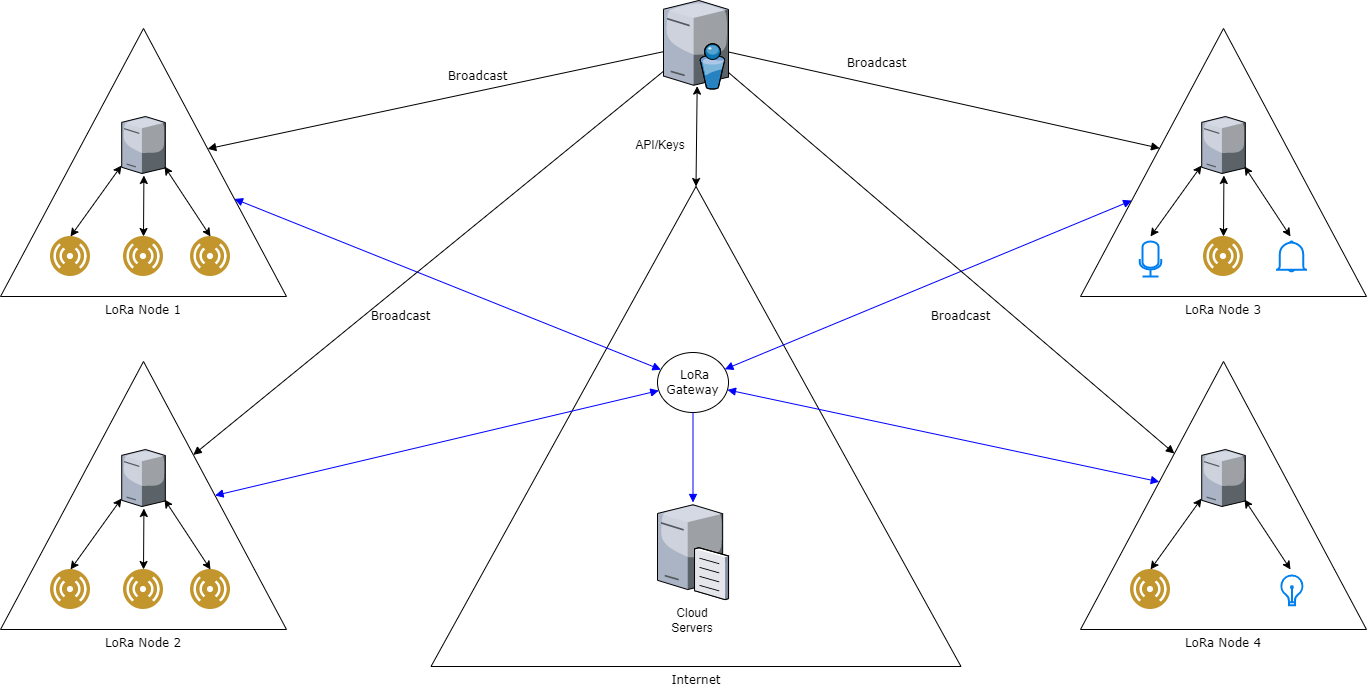 Broadcast
Broadcast
API/Keys
LoRa Node 1
LoRa Node 3
Broadcast
Broadcast
LoRa
Gateway
Cloud
Servers
LoRa Node 2
LoRa Node 4
Internet